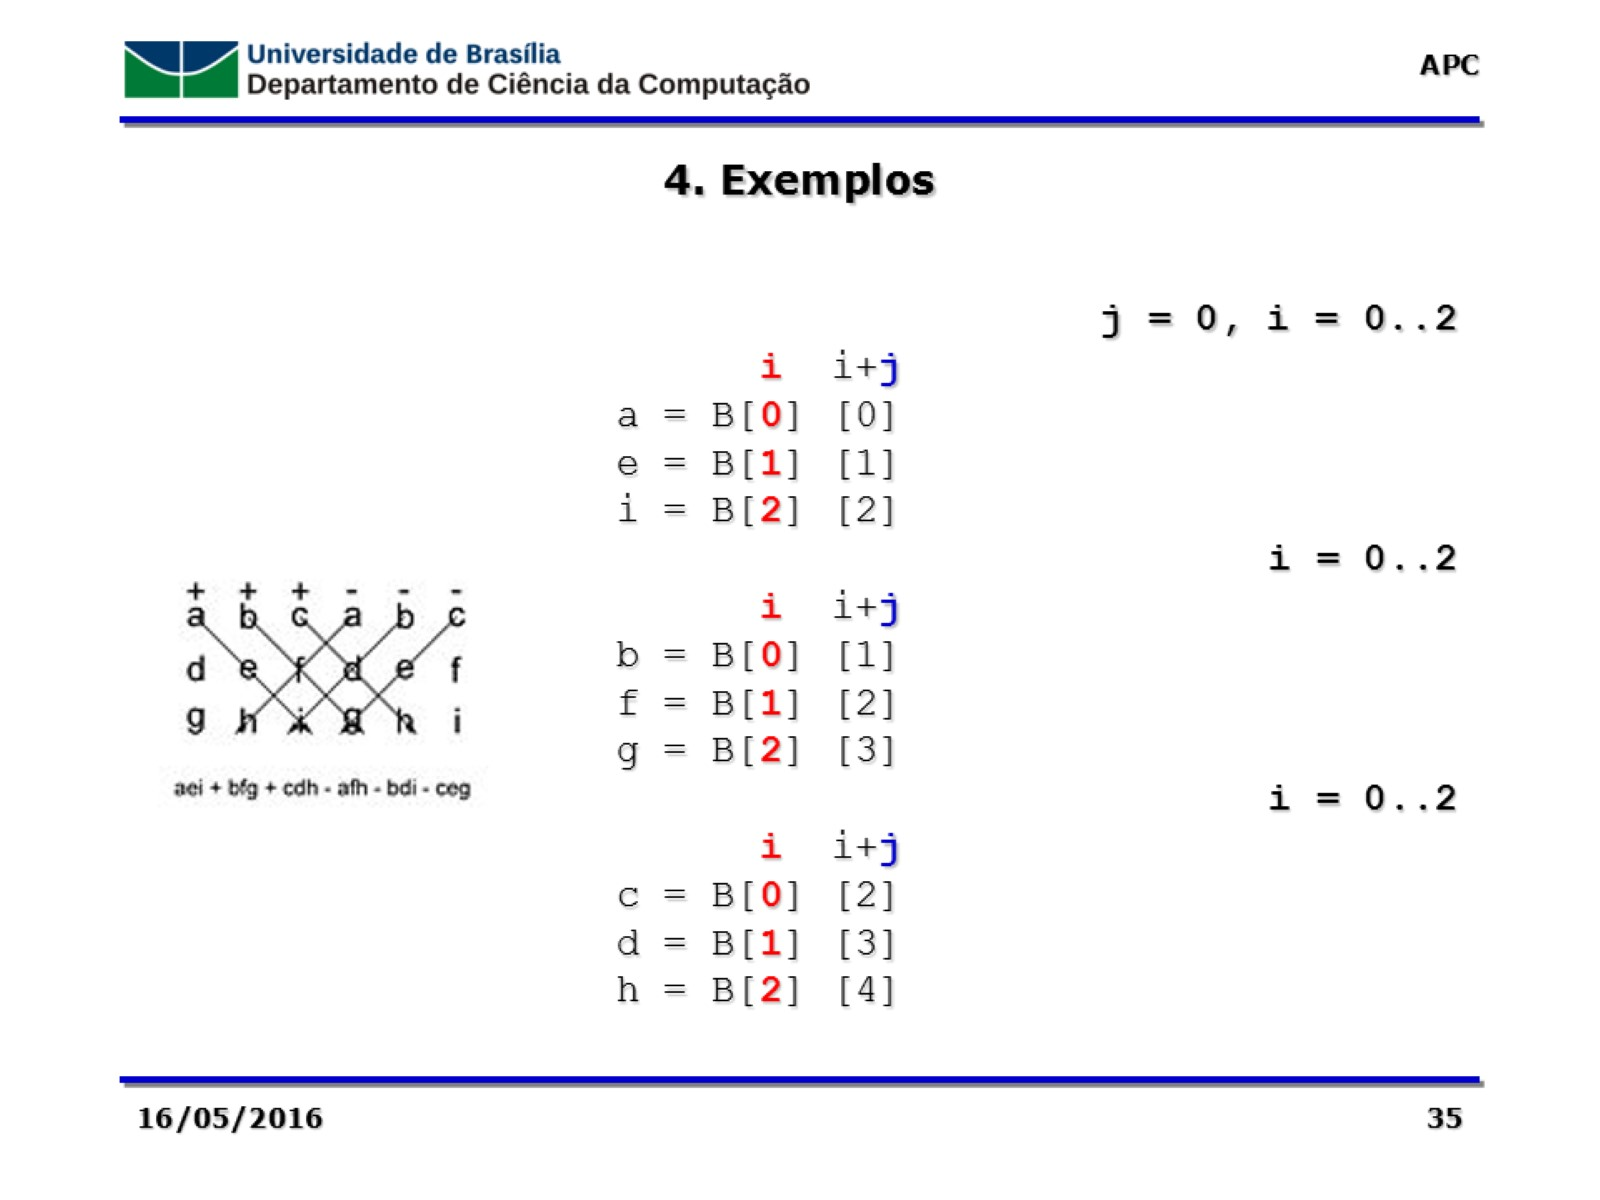 Universidade de Brasília
Departamento de Ciência da Computação
APC
4. Exemplos
j = 0, i = 0..2
i i+j
a = B[0] [0]
e = B[1] [1]
i = B[2] [2]
i = 0..2
i i+j
b = B[0] [1]
f = B[1] [2]
g = B[2] [3]
i = 0..2
i i+j
c = B[0] [2]
d = B[1] [3]
h = B[2] [4]
+ + + - - -
a b c a b c
d e f d e f
g h i g h i
aei + bfg + cdh - afh - bdi - ceg
16/05/2016
35